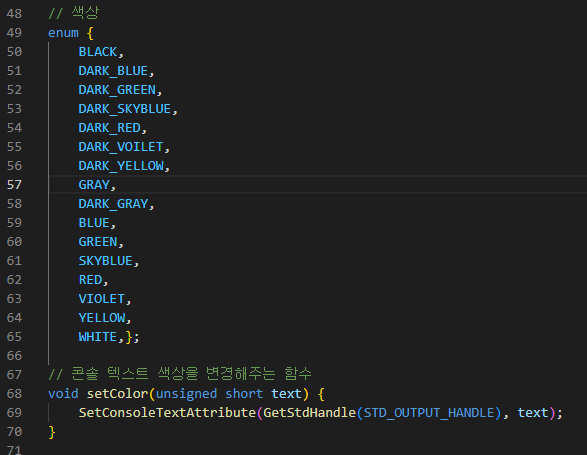 48 // 색상
49 enum {
50 BLACK,
51 DARK_BLUE,
52 DARK_GREEN,
53 DARK_SKYBLUE,
54 DARK_RED,
55 DARK_VOILET,
56 DARK_YELLOW,
57 GRAY,
58 DARK_GRAY,
59 BLUE,
60 GREEN,
61 SKYBLUE,
62 RED,
63 VIOLET,
64 YELLOW,
65 WHITE,};
66
67 // 콘솔 텍스트 색상을 변경해주는 함수
68 void setColor(unsigned short text) {
69 SetConsoleTextAttribute(GetStdHandle(STD_OUTPUT_HANDLE), text);
70 }
71